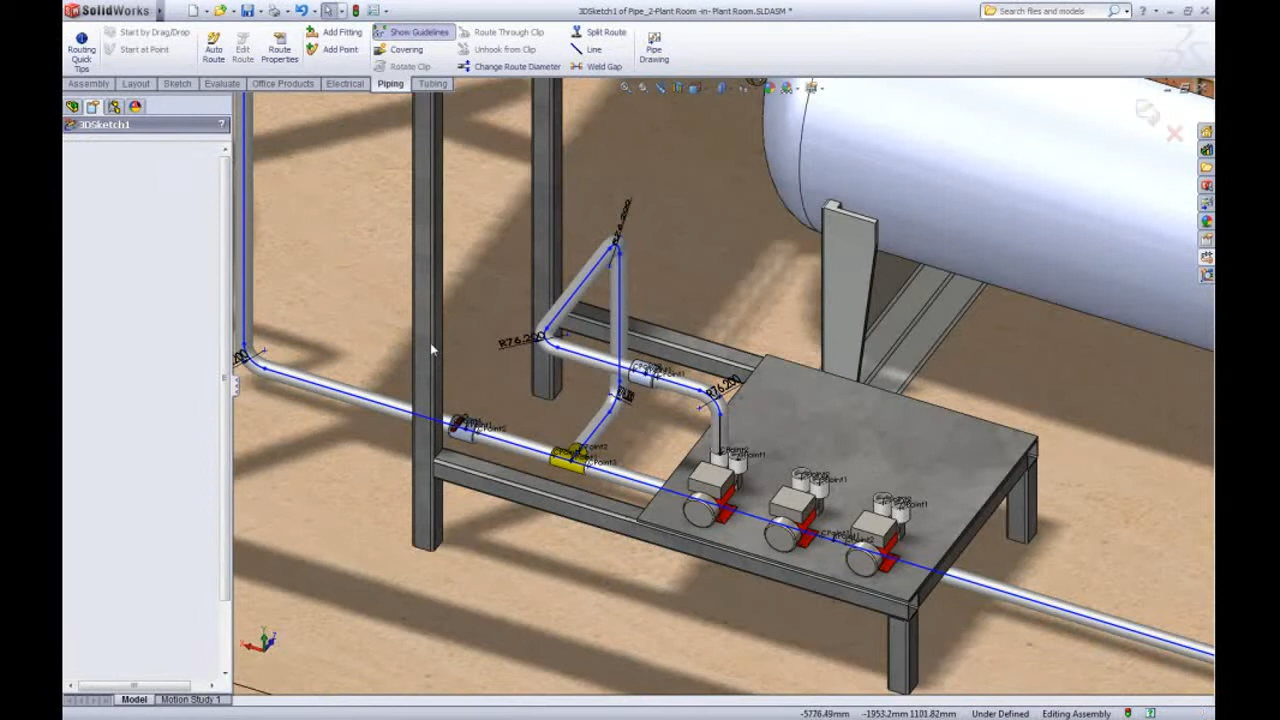 SolidWorks
3DSketch1 of Pipe_2-Plant Room -in- Plant Room.SLDASM *
Search files and models
Routing Quick Tips
Start by Drag/Drop
Start at Point
Auto Route
Edit Route
Route Properties
Add Fitting
Add Point
Show Guidelines
Covering
Rotate Clip
Route Through Clip
Unhook from Clip
Change Route Diameter
Split Route
Line
Weld Gap
Pipe Drawing
Assembly
Layout
Sketch
Evaluate
Office Products
Electrical
Piping
Tubing
3DSketch1
?
R76.200
R76.200
Model
Motion Study 1
-5776.49mm
-1953.2mm 1101.82mm
Under Defined
Editing Assembly